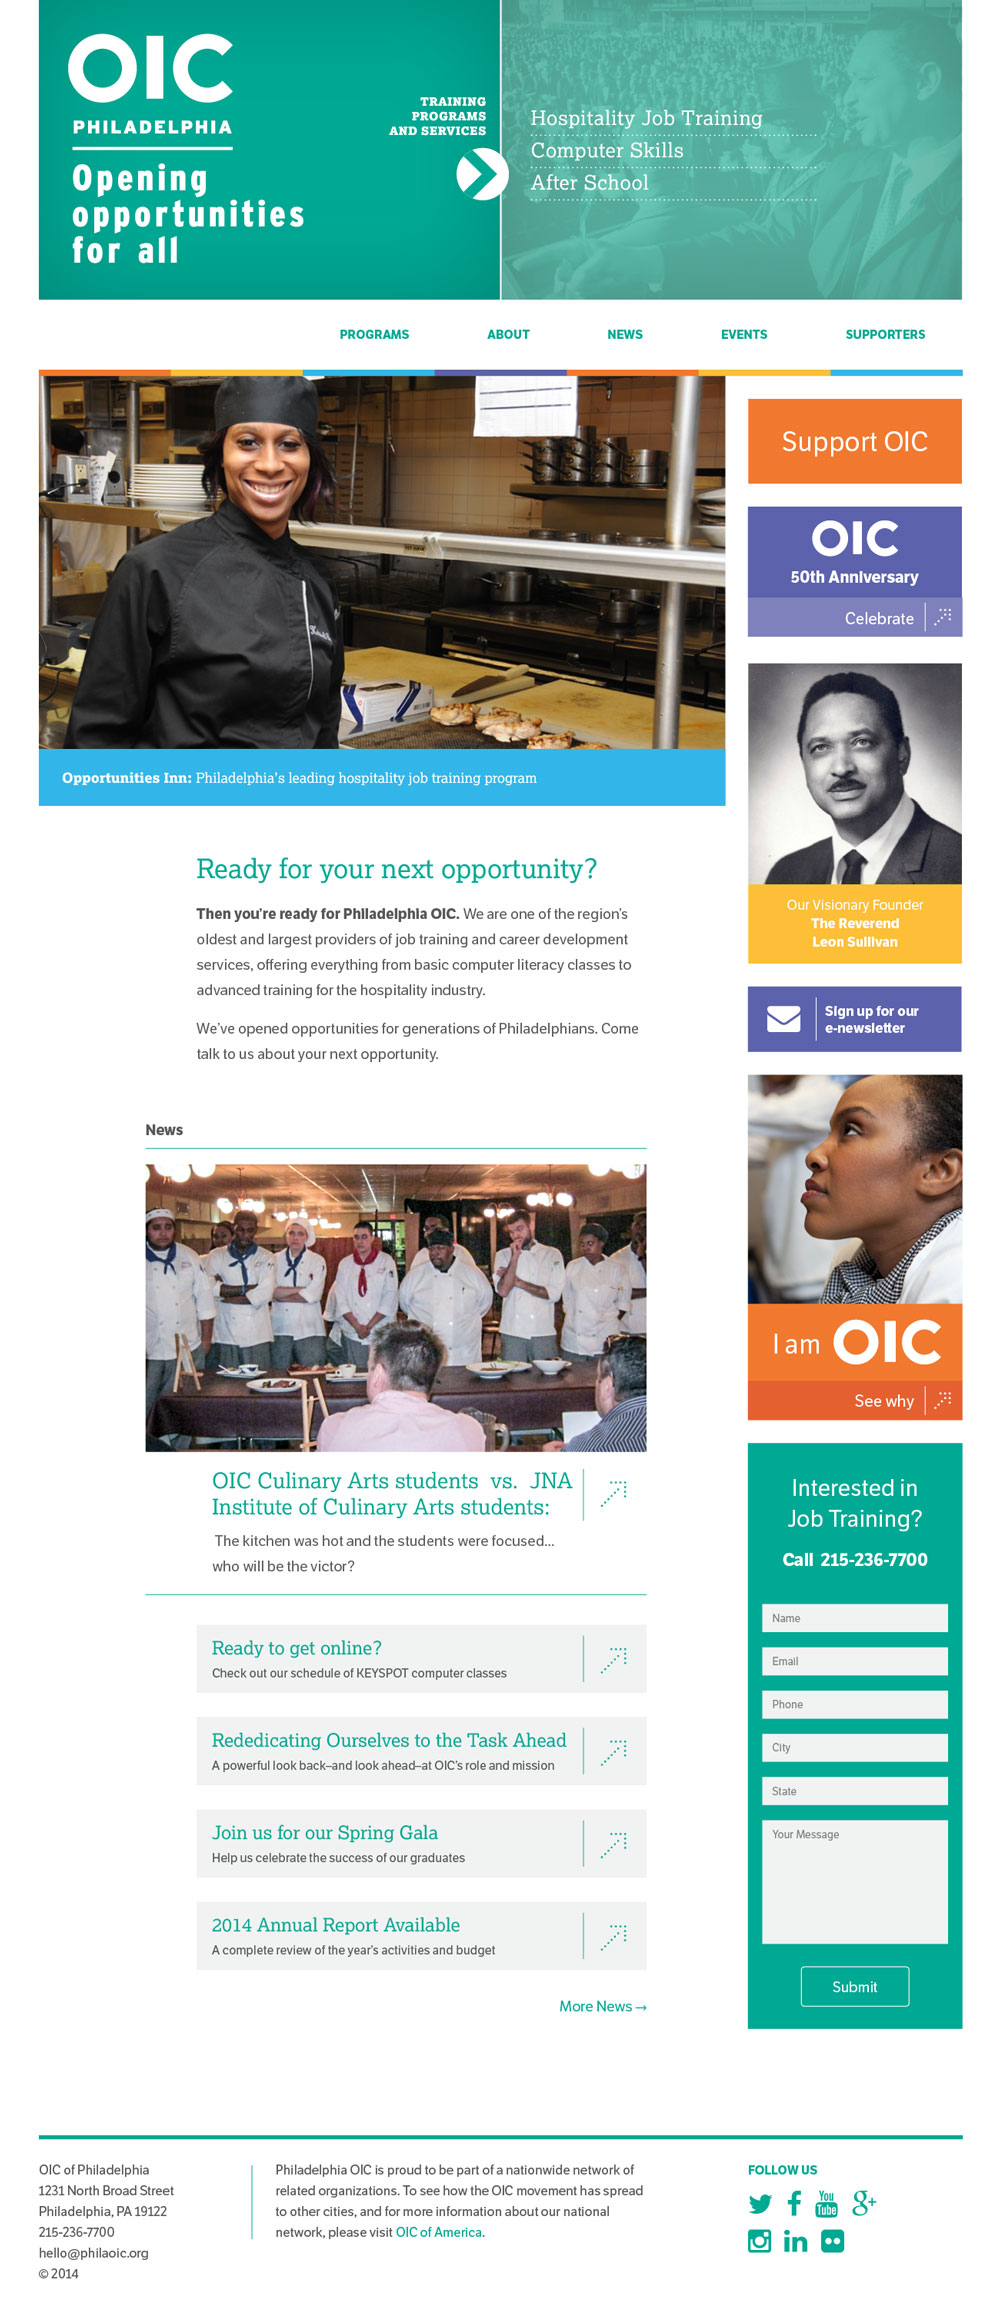 OIC
PHILADELPHIA
Opening
opportunities
for all
TRAINING
PROGRAMS
AND SERVICES
Hospitality Job Training
Computer Skills
After School
PROGRAMS
ABOUT
NEWS
EVENTS
SUPPORTERS
Opportunities Inn: Philadelphia's leading hospitality job training program
Ready for your next opportunity?
Then you're ready for Philadelphia OIC. We are one of the region's
oldest and largest providers of job training and career development
services, offering everything from basic computer literacy classes to
advanced training for the hospitality industry.
We've opened opportunities for generations of Philadelphians. Come
talk to us about your next opportunity.
News
OIC Culinary Arts students vs. JNA
Institute of Culinary Arts students:
The kitchen was hot and the students were focused...
who will be the victor?
Ready to get online?
Check out our schedule of KEYSPOT computer classes
Rededicating Ourselves to the Task Ahead
A powerful look back–and look ahead–at OIC's role and mission
Join us for our Spring Gala
Help us celebrate the success of our graduates
2014 Annual Report Available
A complete review of the year's activities and budget
More News →
Support OIC
OIC
50th Anniversary
Celebrate
Our Visionary Founder
The Reverend
Leon Sullivan
Sign up for our
e-newsletter
I am OIC
See why
Interested in
Job Training?
Call 215-236-7700
Name
Email
Phone
City
State
Your Message
Submit
OIC of Philadelphia
1231 North Broad Street
Philadelphia, PA 19122
215-236-7700
hello@philaoic.org
© 2014
Philadelphia OIC is proud to be part of a nationwide network of
related organizations. To see how the OIC movement has spread
to other cities, and for more information about our national
network, please visit OIC of America.
FOLLOW US
You
Tube
g+
in